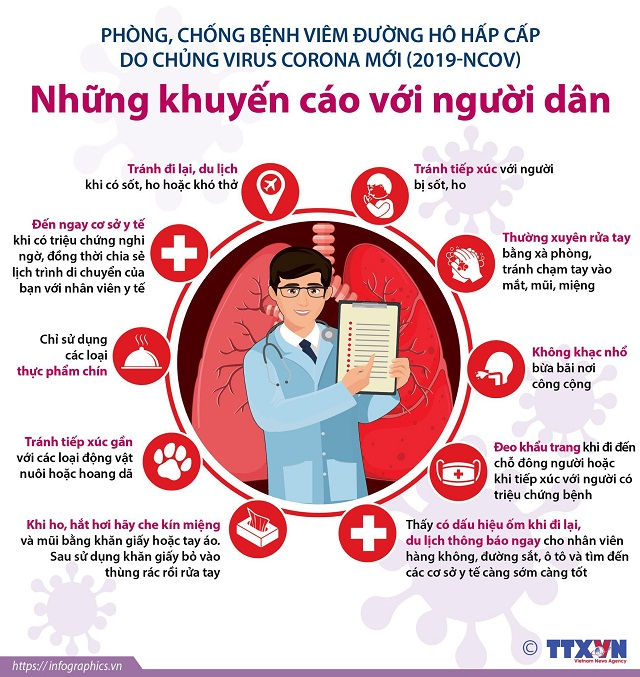 PHÒNG, CHỐNG BỆNH VIÊM ĐƯỜNG HÔ HẤP CẤP
DO CHỦNG VIRUS CORONA MỚI (2019-NCOV)
Những khuyến cáo với người dân
Tránh đi lại, du lịch
khi có sốt, ho hoặc khó thở
Tránh tiếp xúc với người
bị sốt, ho
Đến ngay cơ sở y tế
khi có triệu chứng nghi
ngờ, đồng thời chia sẻ
lịch trình di chuyển của
bạn với nhân viên y tế
Thường xuyên rửa tay
bằng xà phòng,
tránh chạm tay vào
mắt, mũi, miệng
Chỉ sử dụng
các loại
thực phẩm chín
Không khạc nhổ
bừa bãi nơi
công cộng
Tránh tiếp xúc gần
với các loại động vật
nuôi hoặc hoang dã
Đeo khẩu trang khi đi đến
chỗ đông người hoặc
khi tiếp xúc với người có
triệu chứng bệnh
Khi ho, hắt hơi hãy che kín miệng
và mũi bằng khăn giấy hoặc tay áo.
Sau sử dụng khăn giấy bỏ vào
thùng rác rồi rửa tay
Thấy có dấu hiệu ốm khi đi lại,
du lịch thông báo ngay cho nhân viên
hàng không, đường sắt, ô tô và tìm đến
các cơ sở y tế càng sớm càng tốt
https:// infographics.vn
© TTXVN
Vietnam News Agency